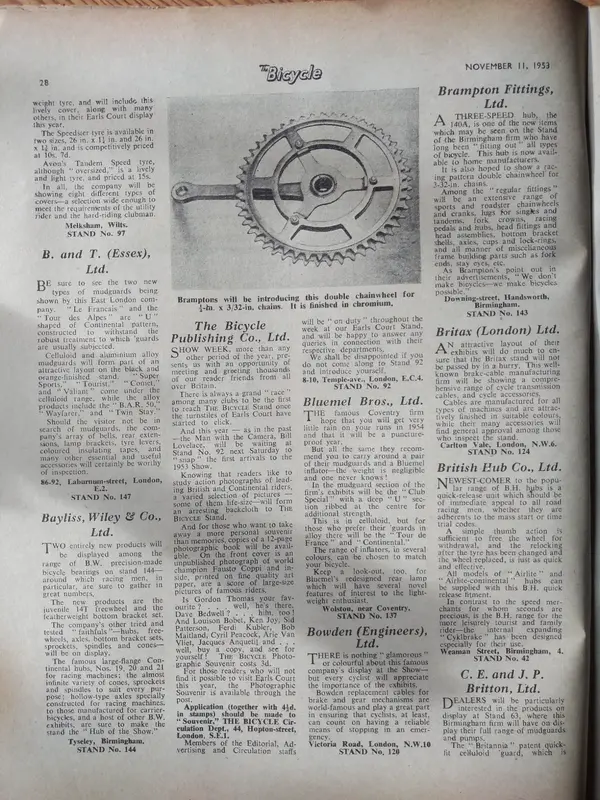 28
The Bicycle
NOVEMBER 11, 1953
weight tyre, and will include this
lively cover, along with many
others, in their Earls Court display
this year.
The Speedster tyre is available in
two sizes, 26 in. x 1¼ in. and 26 in.
x 1⅜ in. and is competitively priced
at 10s. 7d.
Avon's Tandem Speed tyre,
although "oversized," is a lively
and light tyre, and priced at 15s.
In all, the company will be
showing eight different types of
covers—a selection wide enough to
meet the requirements of the utility
rider and the hard-riding clubman.
Melksham, Wilts.
STAND No. 97
B. and T. (Essex),
Ltd.
BE sure to see the two new
types of mudguards being
shown by this East London com-
pany. "Le Francais" and the
"Tour des Alpes" are "U"
shaped of Continental pattern,
constructed to withstand the
robust treatment to which 'guards
are usually subjected.
Celluloid and aluminium alloy
mudguards will form part of an
attractive layout on the black and
orange-finished stand. "Super
Sports," "Tourist," "Comet,"
and "Valiant" come under the
celluloid range, while the alloy
products include the "B.A.R. 50,"
"Wayfarer," and "Twin Stay."
Should the visitor not be in
search of mudguards, the com-
pany's array of bells, rear exten-
sions, lamp brackets, tyre levers,
coloured insulating tapes, and
many other essential and useful
accessories will certainly be worthy
of inspection.
86-92, Laburnum-street, London,
E.2.
STAND No. 147
Bayliss, Wiley & Co.,
Ltd.
TWO entirely new products will
be displayed among the
range of B.W. precision-made
bicycle bearings on stand 144—
around which racing men, in
particular, are sure to gather in
great numbers.
The new products are the
juvenile 14T freewheel and the
featherweight bottom bracket set.
The company's other tried and
tested "faithfuls"—hubs, free-
wheels, axles, bottom bracket sets,
sprockets, spindles, and cones—
will be on display.
The famous large-flange Con-
tinental hubs, Nos. 19, 20 and 21
for racing machines; the almost
infinite variety of cones, sprockets
and spindles to suit every pur-
pose; hollow-type axles specially
constructed for racing machines,
to those manufactured for carrier-
bicycles, and a host of other B.W.
exhibits, are sure to make the
stand the "Hub of the Show."
Tyseley, Birmingham.
STAND No. 144
Bramptons will be introducing this double chainwheel for
3/32-in. chains. It is finished in chromium.
The Bicycle
Publishing Co., Ltd.
SHOW WEEK, more than any
other period of the year, pre-
sents us with an opportunity of
meeting and greeting thousands
of our reader friends from all
over Britain.
There is always a grand "race"
among many clubs to be the first
to reach THE BICYCLE Stand once
the turnstiles of Earls Court have
started to click.
And this year — as in the past
—the Man with the Camera, Bill
Lovelace, will be waiting at
Stand No. 92 next Saturday to
"snap" the first arrivals to the
1953 Show.
Knowing that readers like to
study action photographs of lead-
ing British and Continental riders,
a varied selection of pictures —
some of them life-size—will form
an arresting backcloth to THE
BICYCLE STAND.
And for those who want to take
away a more personal souvenir
than memories, copies of a 12-page
photographic book will be avail-
able. On the front cover is an
unpublished photograph of world
champion Fausto Coppi and in-
side, printed on fine quality art
paper, are a score of large-size
pictures of famous riders.
Is Gordon Thomas your fav-
ourite? . . . well, he's there.
Dave Bedwell? . . . him, too!
And Louison Bobet, Ken Joy, Sid
Patterson, Ferdi Kubler, Bob
Maitland, Cyril Peacock, Arie Van
Vliet, Jacques Anquetil, and . . .
well, buy a copy, and see for
yourself! THE BICYCLE Photo-
graphic Souvenir costs 3d.
For those readers who will not
find it possible to visit Earls Court
this year, the Photographic
Souvenir is available through the
post.
Application (together with 4½d.
in stamps) should be made to
"Souvenir," THE BICYCLE Cir-
culation Dept., 44, Hopton-street,
London, S.E.1.
Members of the Editorial, Ad-
vertising and Circulation staffs
will be "on duty" throughout the
week at our Earls Court Stand,
and will be happy to answer any
queries in connection with their
respective departments.
We shall be disappointed if you
do not come along to Stand 92
and introduce yourself.
8-10, Temple-ave., London, E.C.4.
STAND No. 92
Bluemel Bros., Ltd.
THE famous Coventry firm
hope that you will get very
little rain on your runs in 1954
and that it will be a puncture-
proof year.
But all the same they recom-
mend you to carry around a pair
of their mudguards and a Bluemel
inflator—the weight is negligible
and one never knows!
In the mudguard section of the
firm's exhibits will be the "Club
Special" with a deep "U" sec-
tion ribbed at the centre for
additional strength.
This is in celluloid, but for
those who prefer their guards in
alloy there will be the "Tour de
France" and "Continental."
The range of inflators, in several
colours, can be chosen to match
your bicycle.
Keep a look-out, too, for
Bluemel's redesigned rear lamp
which will have several novel
features of interest to the light-
weight enthusiast.
Wolston, near Coventry.
STAND No. 137
Bowden (Engineers),
Ltd.
THERE is nothing "glamorous"
or colourful about this famous
company's display at the Show—
but every cyclist will appreciate
the importance of the exhibits.
Bowden replacement cables for
brake and gear mechanisms are
world-famous and play a great part
in ensuring that cyclists, at least,
can count on having a reliable
means of stopping in an emer-
gency.
Victoria Road, London, N.W.10
STAND No. 120
Brampton Fittings,
Ltd.
A THREE-SPEED hub, the
140A, is one of the new items
which may be seen on the Stand
of the Birmingham firm who have
long been "fitting out" all types
of bicycle. This hub is now avail-
able to home manufacturers.
It is also hoped to show a rac-
ing pattern double chainwheel for
3-32-in. chains.
Among the "regular fittings"
will be an extensive range of
sports and roadster chainwheels
and cranks, lugs for singles and
tandems, fork crowns, racing
pedals and hubs, head fittings and
head assemblies, bottom bracket
shells, axles, cups and lock-rings,
and all manner of miscellaneous
frame building parts such as fork
ends, stay eyes, etc.
As Brampton's point out in
their advertisements, "We don't
make bicycles—we make bicycles
possible."
Downing-street, Handsworth,
Birmingham.
STAND No. 143
Britax (London) Ltd.
AN attractive layout of their
exhibits will do much to en-
sure that the Britax stand will not
be passed by in a hurry. This well-
known brake-cable manufacturing
firm will be showing a compre-
hensive range of cycle transmission
cables, and cycle accessories.
Cables are manufactured for all
types of machines and are attrac-
tively finished in suitable colours,
while their many accessories will
find general approval among those
who inspect the stand.
Carlton Vale, London, N.W.6.
STAND No. 124
British Hub Co., Ltd.
NEWEST-COMER to the popu-
lar range of B.H. hubs is a
quick-release unit which should be
of immediate appeal to all road
racing men, whether they are
adherents to the mass start or time
trial codes.
A simple thumb action is
sufficient to free the wheel for
withdrawal, and the relocking
after the tyre has been changed and
the wheel replaced, is just as quick
and effective.
All models of "Airlite" and
"Airlite-continental" hubs can
be supplied with this B.H. quick
release fitment.
In contrast to the speed mer-
chants for whom seconds are
precious, is the B.H. range for the
more leisurely tourist and family
rider—the internal expanding
"Cyklbrake" has been designed
especially for their use.
Weaman Street, Birmingham, 4.
STAND No. 42
C. E. and J. P.
Britton, Ltd.
DEALERS will be particularly
interested in the products on
display at Stand 63, where this
Birmingham firm will have on dis-
play their full range of mudguards
and pumps.
The "Britannia" patent quick-
fit celluloid guard, which is